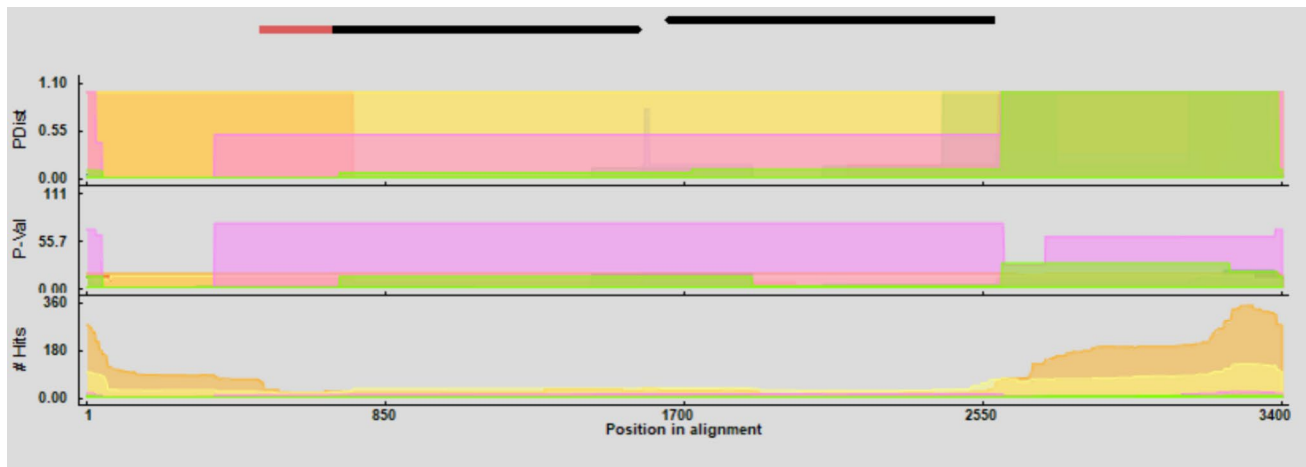 1.10
PDist
0.55
0.00
111
P-Val
55.7
0.00
360
# Hits
180
0.00
1 850 1700 2550 3400
Position in alignment